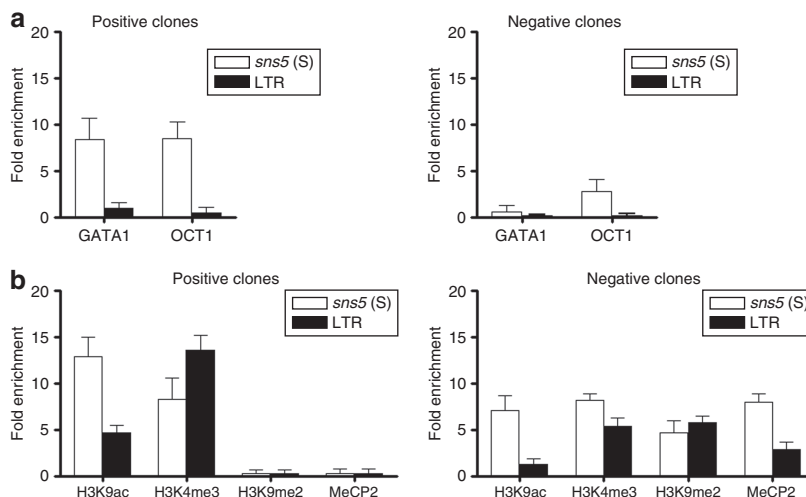 a
Positive clones
Fold enrichment
20
15
10
5
0
sns5 (S)
LTR
GATA1 OCT1
Negative clones
Fold enrichment
20
15
10
5
0
sns5 (S)
LTR
GATA1 OCT1
b
Positive clones
Fold enrichment
20
15
10
5
0
sns5 (S)
LTR
H3K9ac H3K4me3 H3K9me2 MeCP2
Negative clones
Fold enrichment
20
15
10
5
0
sns5 (S)
LTR
H3K9ac H3K4me3 H3K9me2 MeCP2